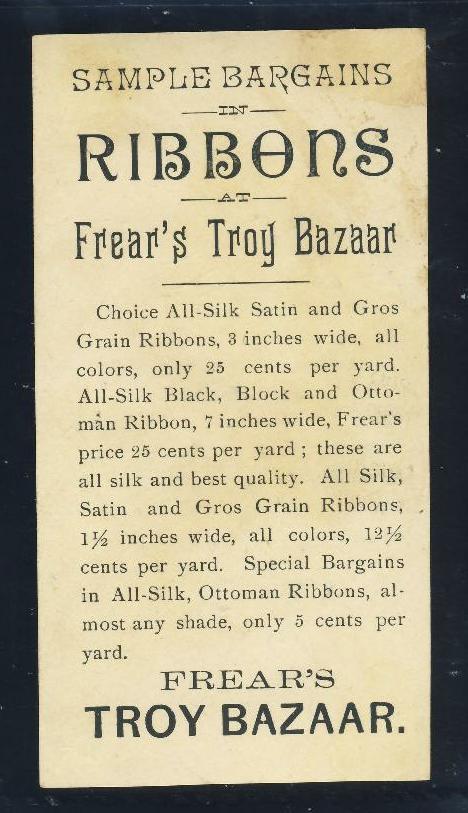 SAMPLE BARGAINS
IN
RIBBONS
AT
Frear's Troy Bazaar
Choice All-Silk Satin and Gros
Grain Ribbons, 3 inches wide, all
colors, only 25 cents per yard.
All-Silk Black, Block and Otto-
man Ribbon, 7 inches wide, Frear's
price 25 cents per yard ; these are
all silk and best quality. All Silk,
Satin and Gros Grain Ribbons,
1½ inches wide, all colors, 12½
cents per yard. Special Bargains
in All-Silk, Ottoman Ribbons, al-
most any shade, only 5 cents per
yard.
FREAR'S
TROY BAZAAR.